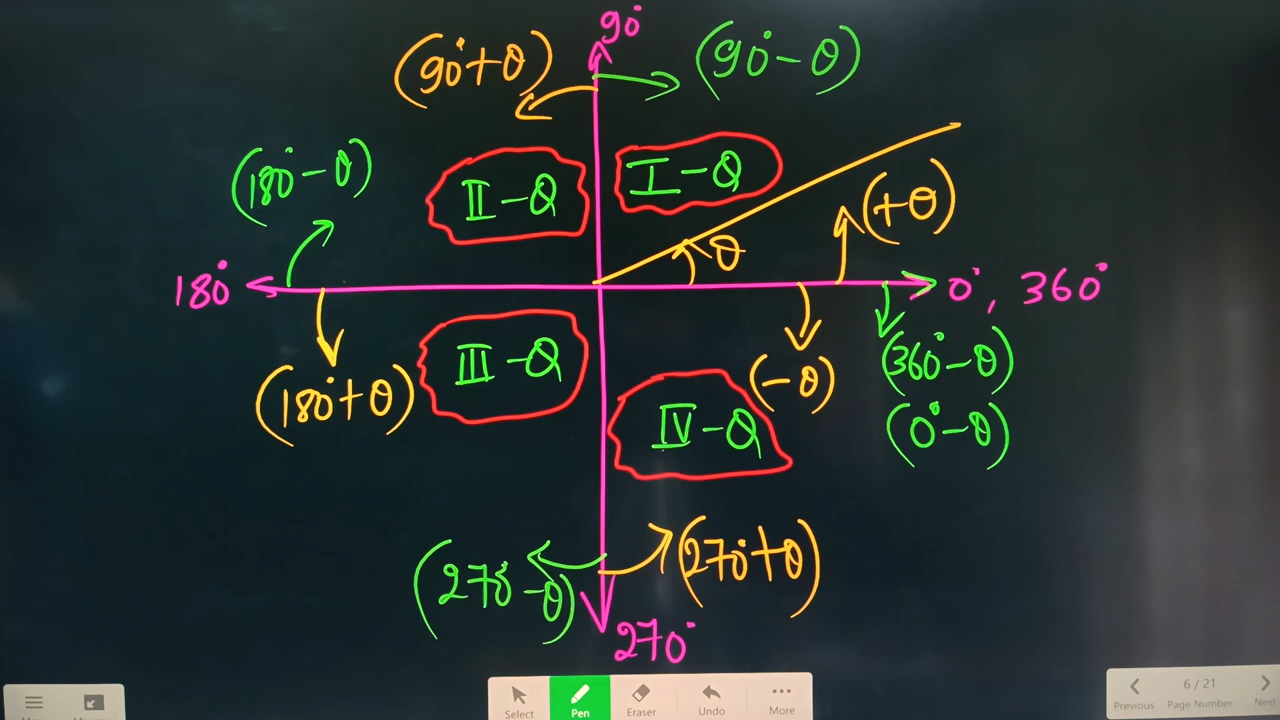 90°
(90°+θ)
(90°-θ)
(180°-θ)
II-Q
I-Q
(+θ)
θ
180°
0°, 360°
III-Q
(-θ)
(360°-θ)
(180°+θ)
IV-Q
(0°-θ)
(270°-θ)
(270°+θ)
270°
Select
Pen
Eraser
Undo
More
Previous
6 / 21
Page Number
Next